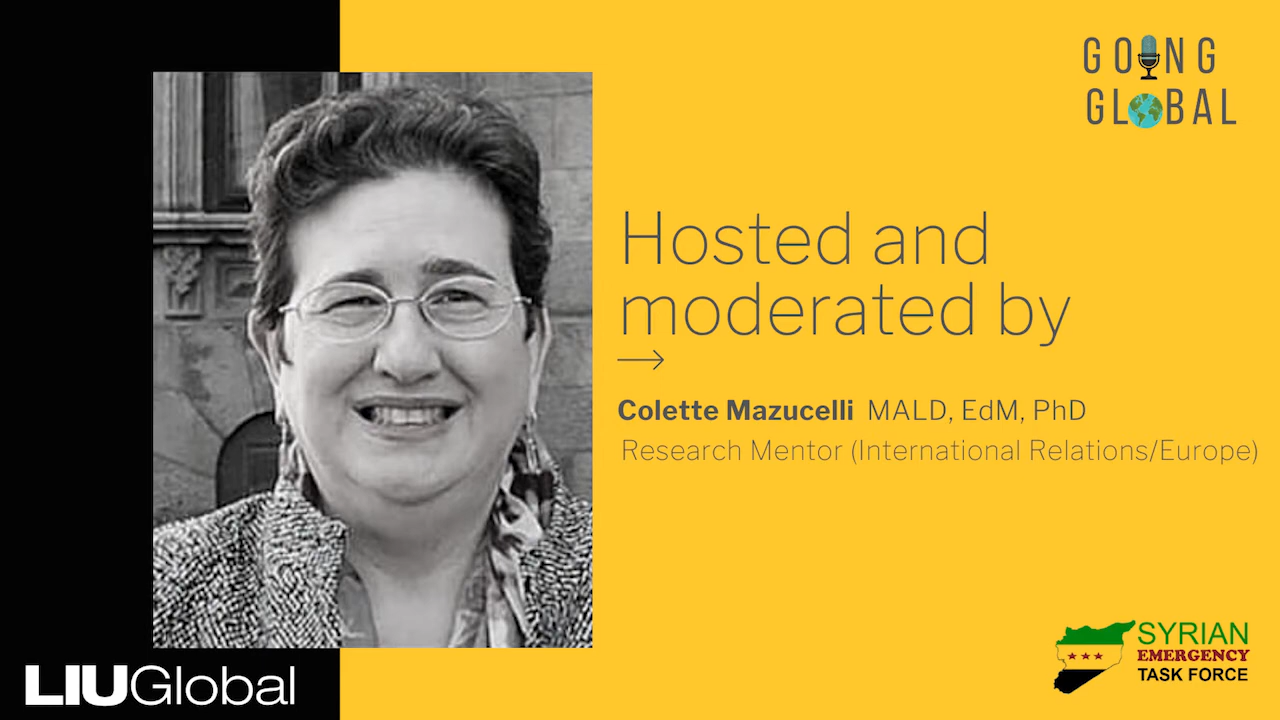 GOING
GLOBAL
Hosted and
moderated by
Colette Mazucelli MALD, EdM, PhD
Research Mentor (International Relations/Europe)
SYRIAN
EMERGENCY
TASK FORCE
LIUGlobal